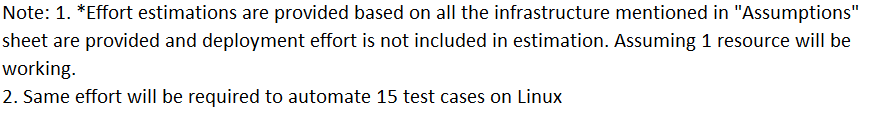 Note: 1. *Effort estimations are provided based on all the infrastructure mentioned in "Assumptions"
sheet are provided and deployment effort is not included in estimation. Assuming 1 resource will be
working.
2. Same effort will be required to automate 15 test cases on Linux